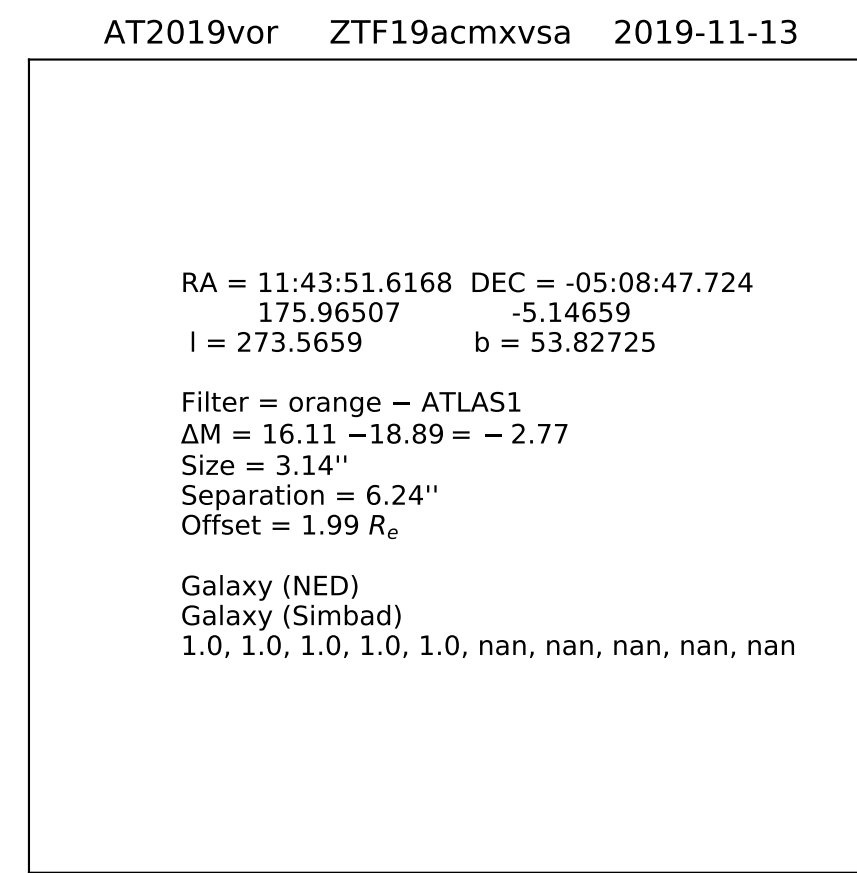 AT2019vor ZTF19acmxvsa 2019-11-13
RA = 11:43:51.6168 DEC = -05:08:47.724
175.96507 -5.14659
l = 273.5659 b = 53.82725
Filter = orange − ATLAS1
ΔM = 16.11 −18.89 = − 2.77
Size = 3.14''
Separation = 6.24''
Offset = 1.99 Re
Galaxy (NED)
Galaxy (Simbad)
1.0, 1.0, 1.0, 1.0, 1.0, nan, nan, nan, nan, nan